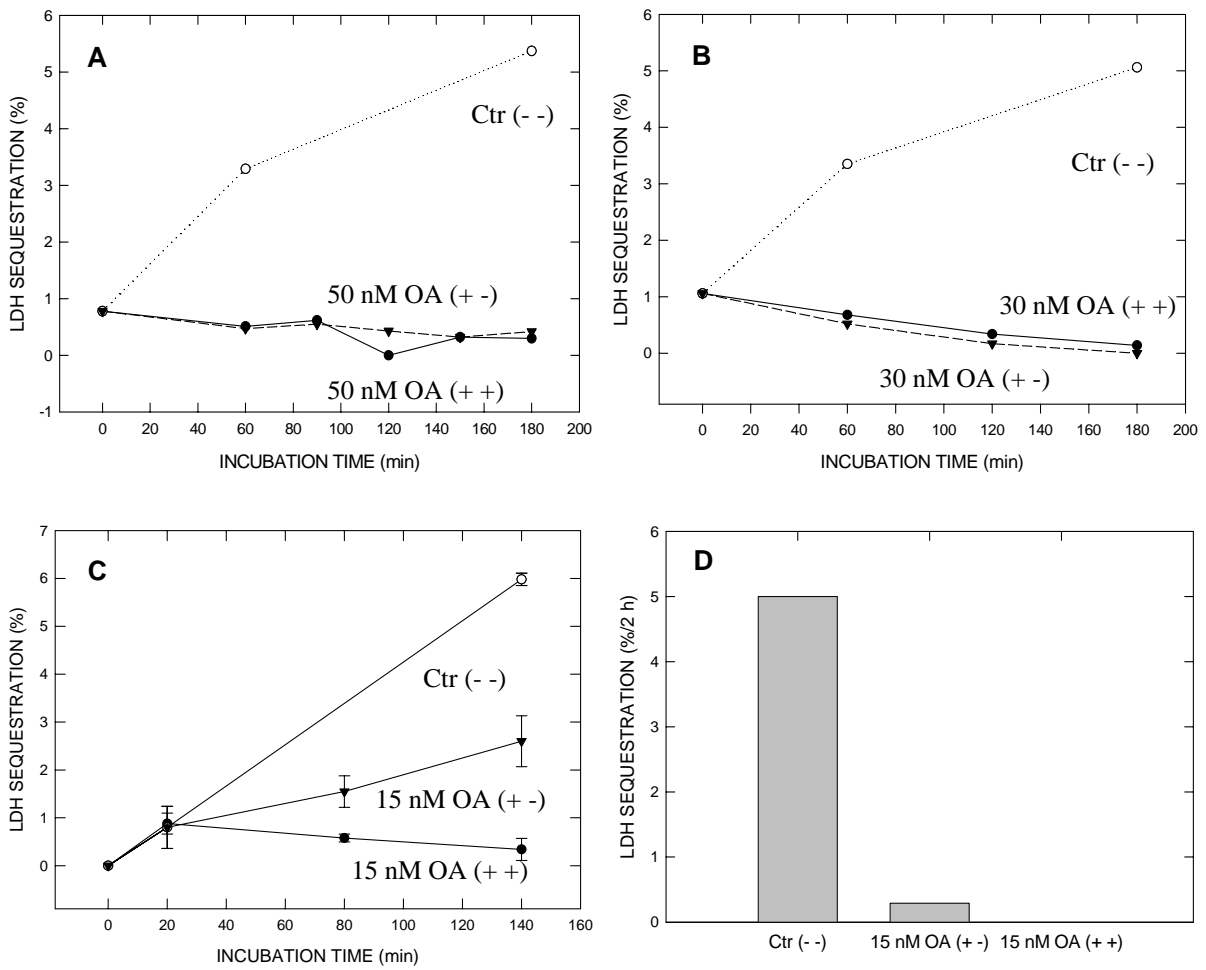 A
LDH SEQUESTRATION (%)
6
5
4
3
2
1
0
-1
Ctr (- -)
50 nM OA (+ -)
50 nM OA (+ +)
0 20 40 60 80 100 120 140 160 180 200
INCUBATION TIME (min)
B
LDH SEQUESTRATION (%)
6
5
4
3
2
1
0
Ctr (- -)
30 nM OA (+ +)
30 nM OA (+ -)
0 20 40 60 80 100 120 140 160 180 200
INCUBATION TIME (min)
C
LDH SEQUESTRATION (%)
7
6
5
4
3
2
1
0
Ctr (- -)
15 nM OA (+ -)
15 nM OA (+ +)
0 20 40 60 80 100 120 140 160
INCUBATION TIME (min)
D
LDH SEQUESTRATION (%/2 h)
6
5
4
3
2
1
0
Ctr (- -) 15 nM OA (+ -) 15 nM OA (+ +)